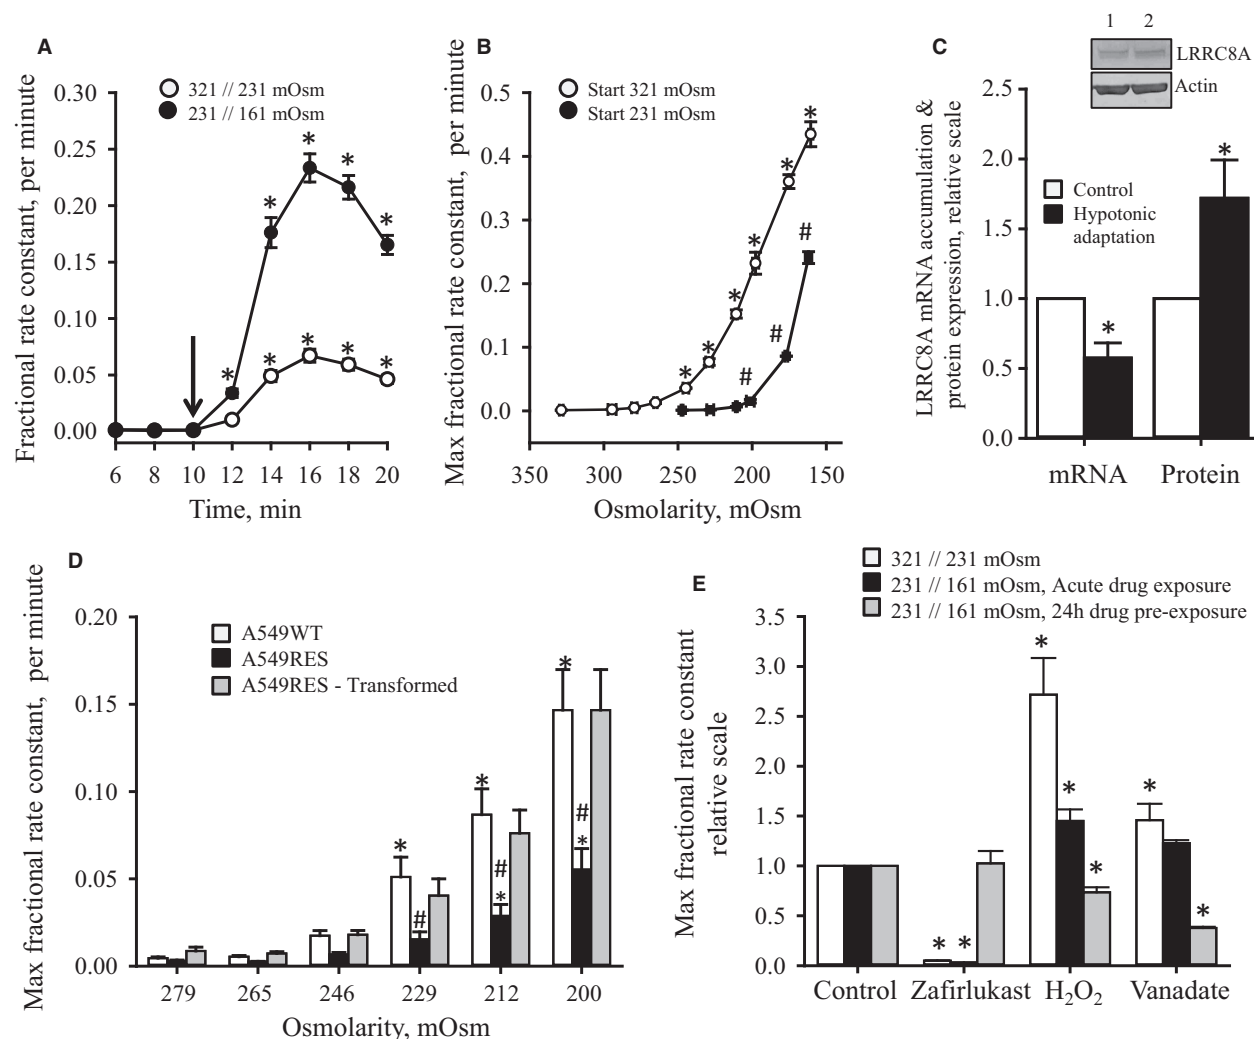 A
321 // 231 mOsm
231 // 161 mOsm
Fractional rate constant, per minute
0.30
0.25
0.20
0.15
0.10
0.05
0.00
* * * * * * * * *
6 8 10 12 14 16 18 20
Time, min
B
Start 321 mOsm
Start 231 mOsm
Max fractional rate constant, per minute
0.5
0.4
0.3
0.2
0.1
0.0
* * * * * *
# # #
350 300 250 200 150
Osmolarity, mOsm
C
1 2
LRRC8A
Actin
LRRC8A mRNA accumulation &
protein expression, relative scale
2.5
2.0
1.5
1.0
0.5
0.0
Control
Hypotonic
adaptation
* *
mRNA Protein
D
A549WT
A549RES
A549RES - Transformed
Max fractional rate constant, per minute
0.20
0.15
0.10
0.05
0.00
* # * # * * # *
279 265 246 229 212 200
Osmolarity, mOsm
E
321 // 231 mOsm
231 // 161 mOsm, Acute drug exposure
231 // 161 mOsm, 24h drug pre-exposure
Max fractional rate constant
relative scale
3.5
3.0
2.5
2.0
1.5
1.0
0.5
0.0
* * * * * * *
Control Zafirlukast H₂O₂ Vanadate